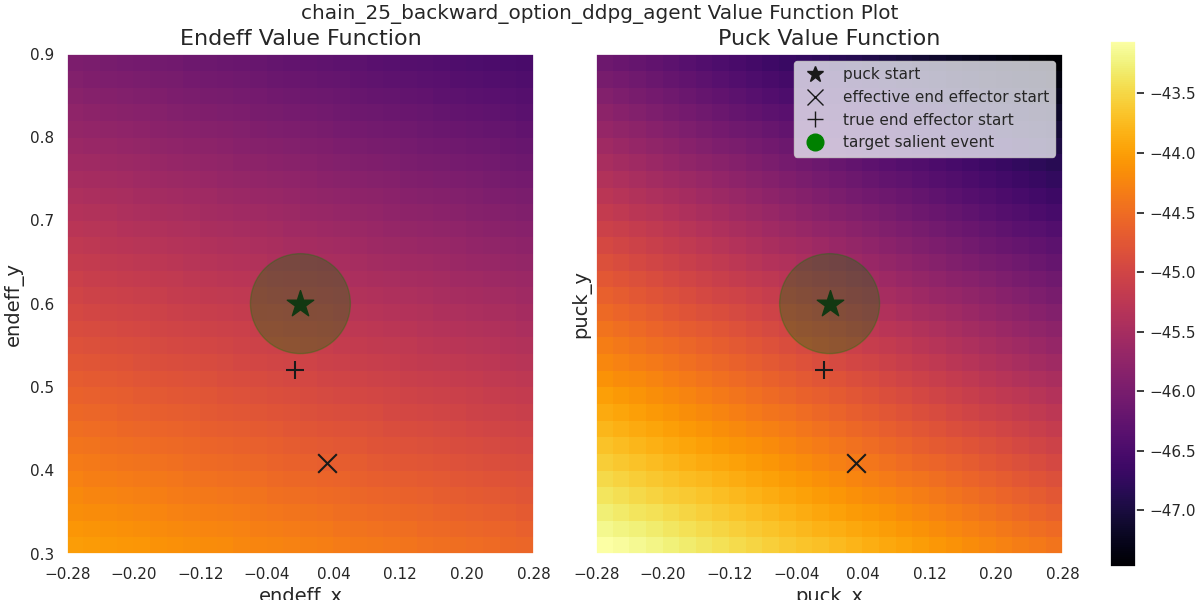 chain_25_backward_option_ddpg_agent Value Function Plot
Endeff Value Function
Puck Value Function
puck start
effective end effector start
true end effector start
target salient event
endeff_y
0.9
0.8
0.7
0.6
0.5
0.4
0.3
−0.28 −0.20 −0.12 −0.04 0.04 0.12 0.20 0.28
endeff_x
puck_y
−0.28 −0.20 −0.12 −0.04 0.04 0.12 0.20 0.28
puck_x
−43.5
−44.0
−44.5
−45.0
−45.5
−46.0
−46.5
−47.0